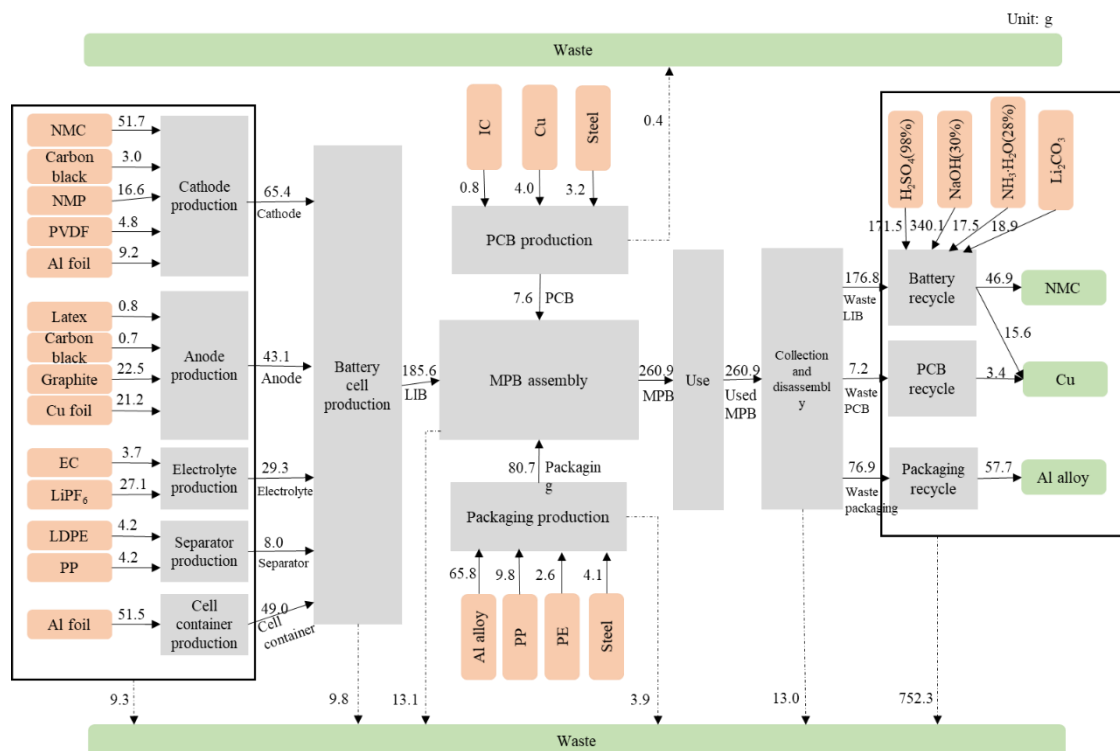 Unit: g
Waste
0.4
NMC
51.7
Carbon
black
3.0
NMP
16.6
PVDF
4.8
Al foil
9.2
Cathode
production
65.4
Cathode
Latex
0.8
Carbon
black
0.7
Graphite
22.5
Cu foil
21.2
Anode
production
43.1
Anode
EC
3.7
LiPF₆
27.1
Electrolyte
production
29.3
Electrolyte
LDPE
4.2
PP
4.2
Separator
production
8.0
Separator
Al foil
51.5
Cell
container
production
49.0
Cell
container
9.3
Battery
cell
production
9.8
185.6
LIB
IC
Cu
Steel
0.8
4.0
3.2
PCB production
7.6
PCB
MPB assembly
13.1
80.7
Packagin
g
Packaging production
3.9
65.8
9.8
2.6
4.1
Al alloy
PP
PE
Steel
260.9
MPB
Use
260.9
Used
MPB
Collection
and
disassembl
y
13.0
176.8
Waste
LIB
7.2
Waste
PCB
76.9
Waste
packaging
H₂SO₄(98%)
NaOH(30%)
NH₃·H₂O(28%)
Li₂CO₃
171.5
340.1
17.5
18.9
Battery
recycle
46.9
NMC
15.6
PCB
recycle
3.4
Cu
Packaging
recycle
57.7
Al alloy
752.3
Waste